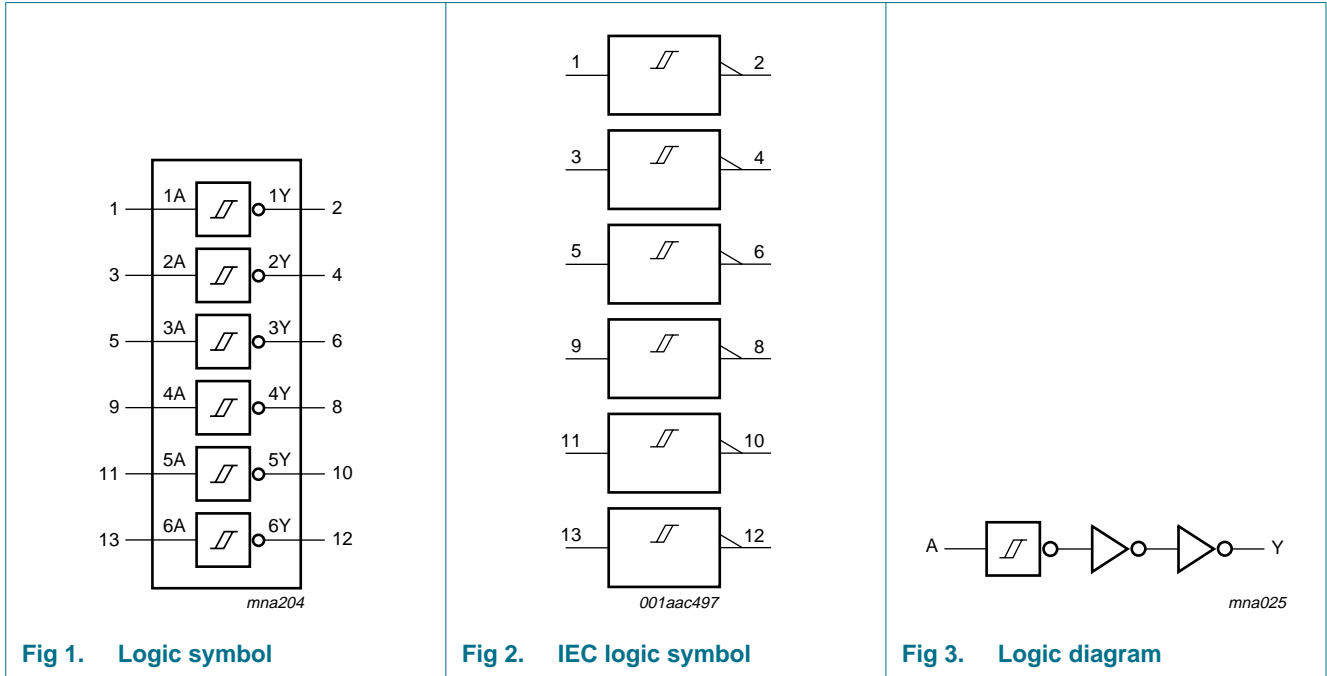 1 1A 1Y 2
3 2A 2Y 4
5 3A 3Y 6
9 4A 4Y 8
11 5A 5Y 10
13 6A 6Y 12
mna204
Fig 1. Logic symbol
1 2
3 4
5 6
9 8
11 10
13 12
001aac497
Fig 2. IEC logic symbol
A Y
mna025
Fig 3. Logic diagram